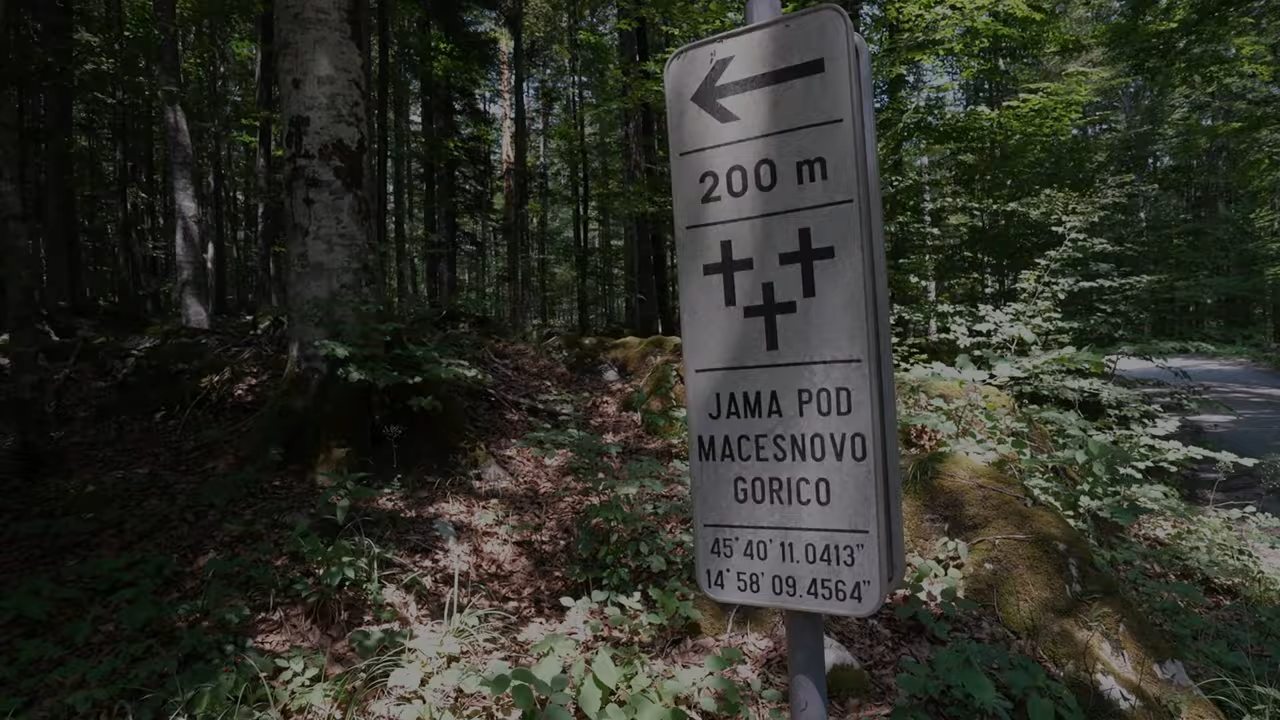 200 m
JAMA POD
MACESNOVO
GORICO
45° 40' 11.0413"
14° 58' 09.4564"